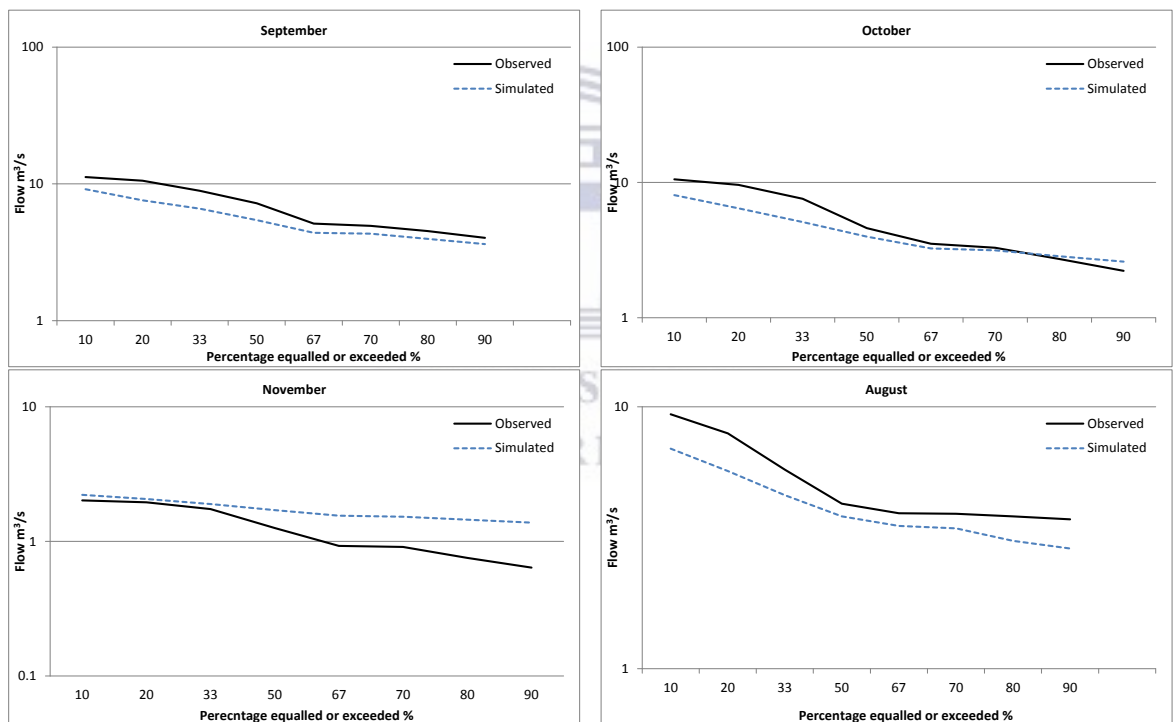 September
100
10
1
Flow m³/s
Observed
Simulated
10 20 33 50 67 70 80 90
Percentage equalled or exceeded %
October
100
10
1
Flow m³/s
Observed
Simulated
10 20 33 50 67 70 80 90
Percentage equalled or exceeded %
November
10
1
0.1
Flow m³/s
Observed
Simulated
10 20 33 50 67 70 80 90
Perecntage equalled or exceeded %
August
10
1
Flow m³/s
Observed
Simulated
10 20 33 50 67 70 80 90
Percentage equalled or exceeded %